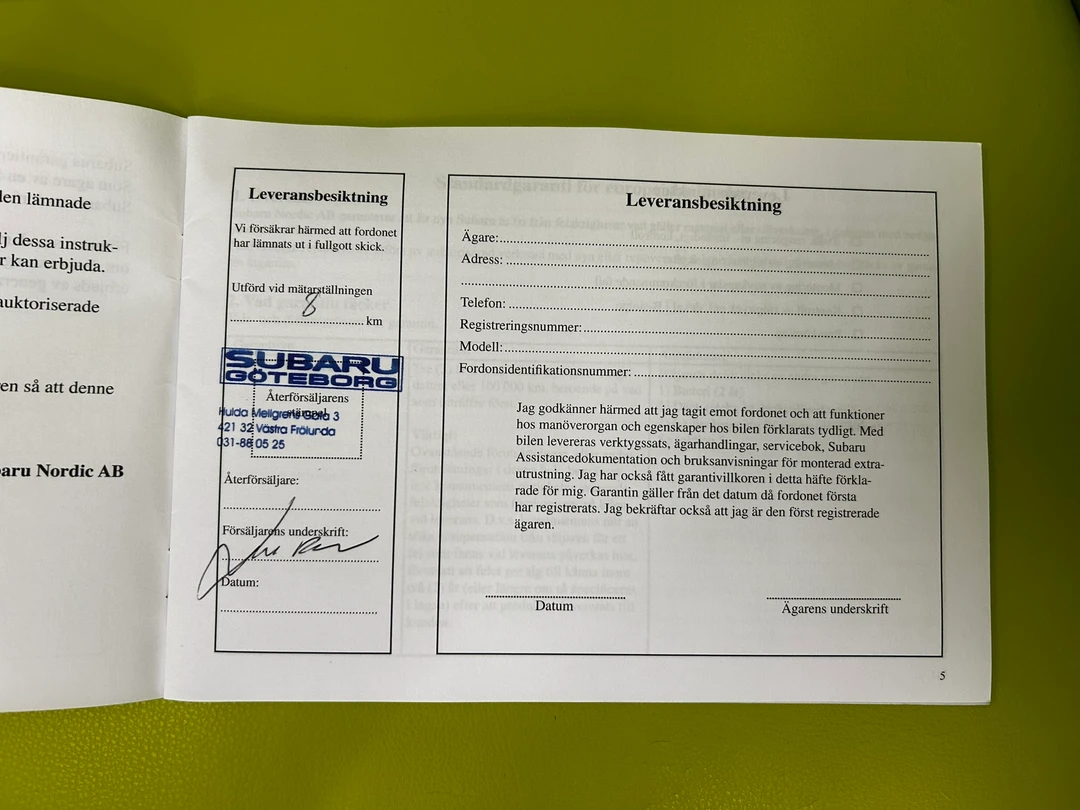 len lämnade
lj dessa instruk-
r kan erbjuda.
auktoriserade
en så att denne
aru Nordic AB
Leveransbesiktning
Vi försäkrar härmed att fordonet
har lämnats ut i fullgott skick.
Utförd vid mätarställningen
8
km
SUBARU
GÖTEBORG
Återförsäljarens
Hulda Mellgrens Gata 3
421 32 Västra Frölunda
031-88 05 25
Återförsäljare:
Försäljarens underskrift:
Datum:
Leveransbesiktning
Ägare:
Adress:
Telefon:
Registreringsnummer:
Modell:
Fordonsidentifikationsnummer:
Jag godkänner härmed att jag tagit emot fordonet och att funktioner
hos manöverorgan och egenskaper hos bilen förklarats tydligt. Med
bilen levereras verktygssats, ägarhandlingar, servicebok, Subaru
Assistancedokumentation och bruksanvisningar för monterad extra-
utrustning. Jag har också fått garantivillkoren i detta häfte förkla-
rade för mig. Garantin gäller från det datum då fordonet första
har registrerats. Jag bekräftar också att jag är den först registrerade
ägaren.
Datum
Ägarens underskrift
5